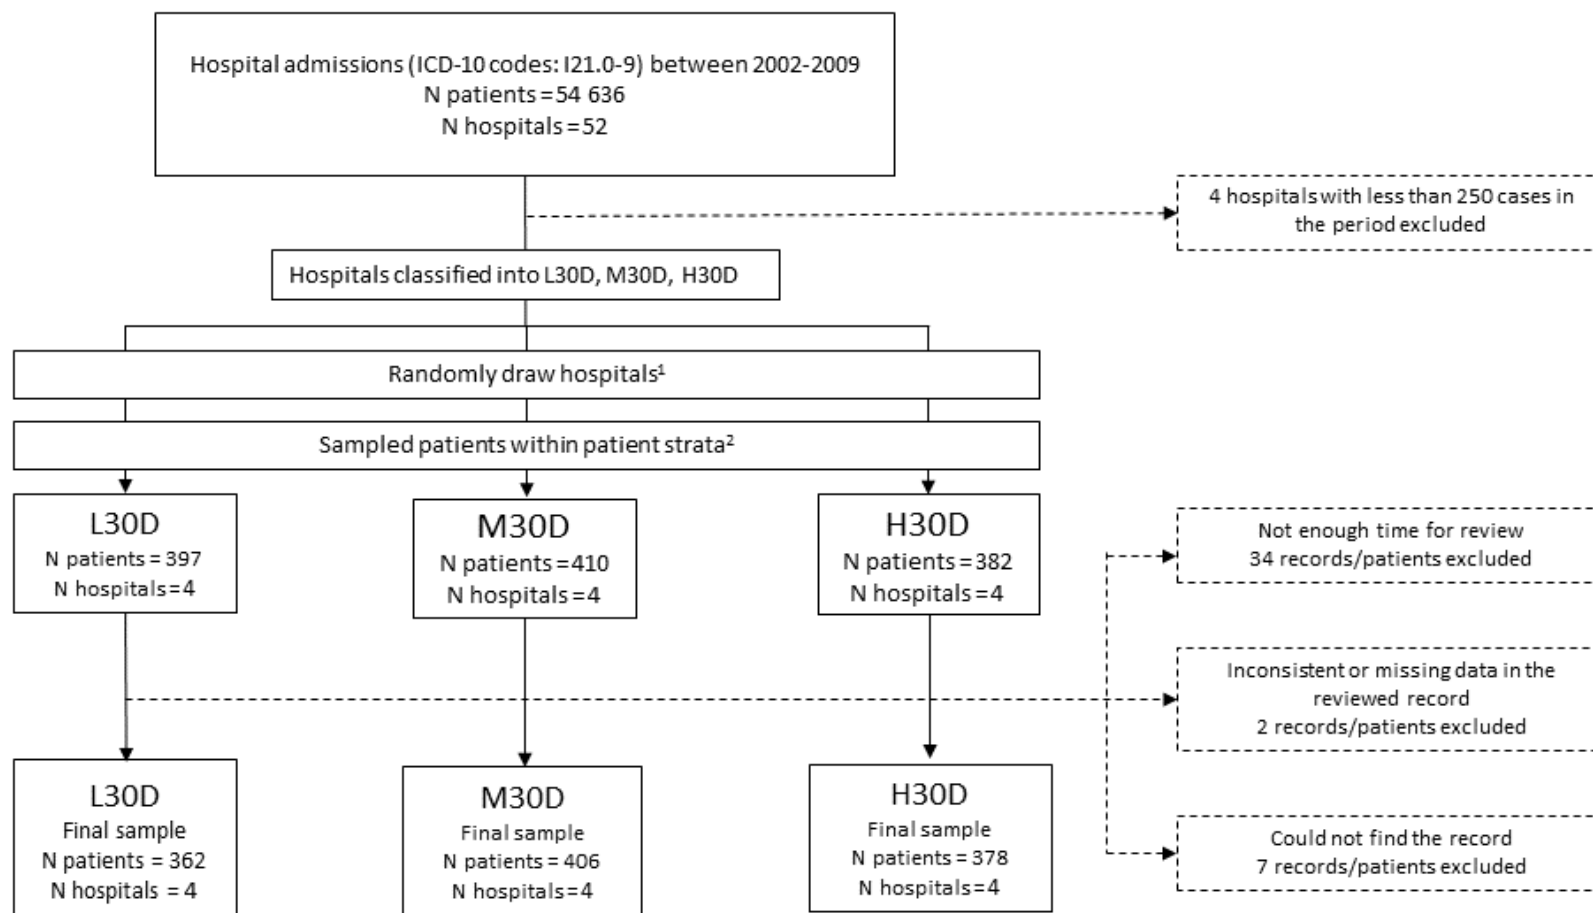 Hospital admissions (ICD-10 codes: I21.0-9) between 2002-2009
N patients = 54 636
N hospitals = 52
4 hospitals with less than 250 cases in
the period excluded
Hospitals classified into L30D, M30D, H30D
Randomly draw hospitals¹
Sampled patients within patient strata²
L30D
N patients = 397
N hospitals = 4
M30D
N patients = 410
N hospitals = 4
H30D
N patients = 382
N hospitals = 4
Not enough time for review
34 records/patients excluded
Inconsistent or missing data in the
reviewed record
2 records/patients excluded
L30D
Final sample
N patients = 362
N hospitals = 4
M30D
Final sample
N patients = 406
N hospitals = 4
H30D
Final sample
N patients = 378
N hospitals = 4
Could not find the record
7 records/patients excluded